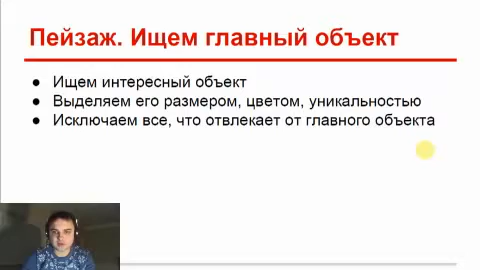 Пейзаж. Ищем главный объект
● Ищем интересный объект
● Выделяем его размером, цветом, уникальностью
● Исключаем все, что отвлекает от главного объекта